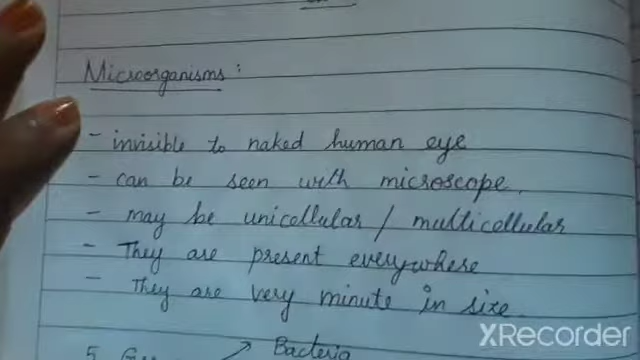 Microorganisms :
- invisible to naked human eye
- can be seen with microscope.
- may be unicellular / multicellular
- They are present everywhere
- They are very minute in size
5 → Bacteria
XRecorder